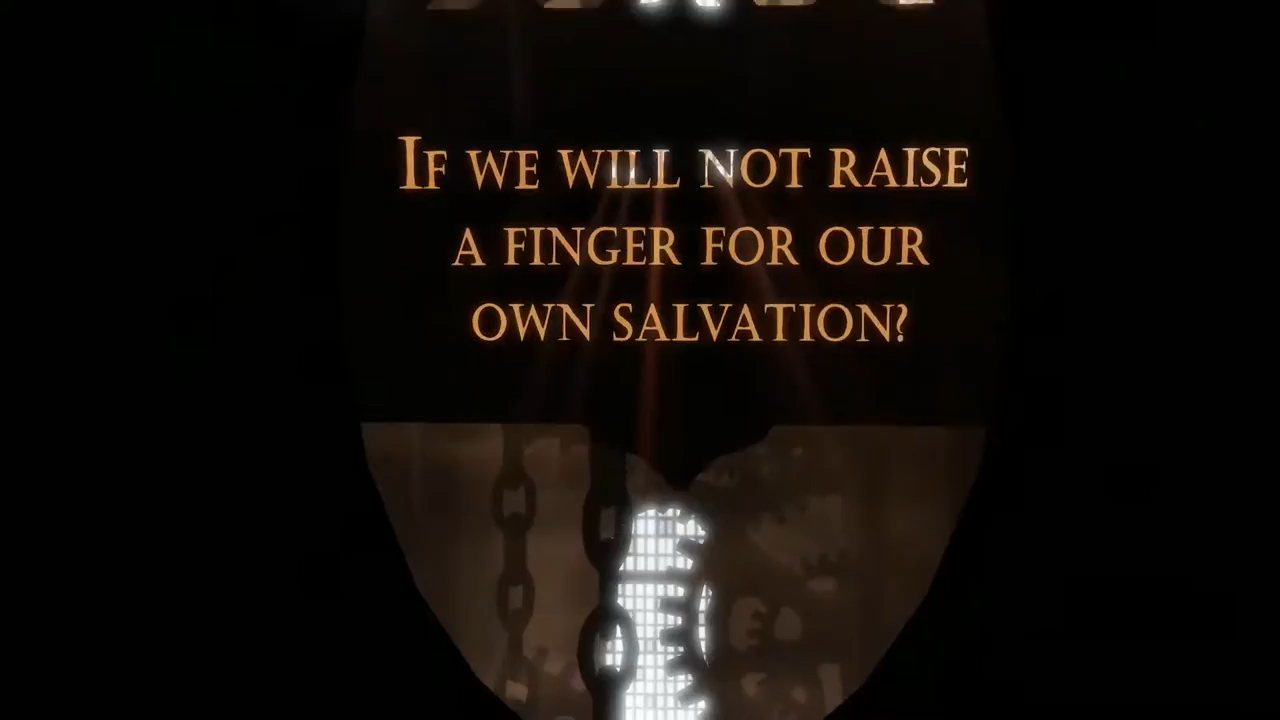 If we will not raise
a finger for our
own salvation?